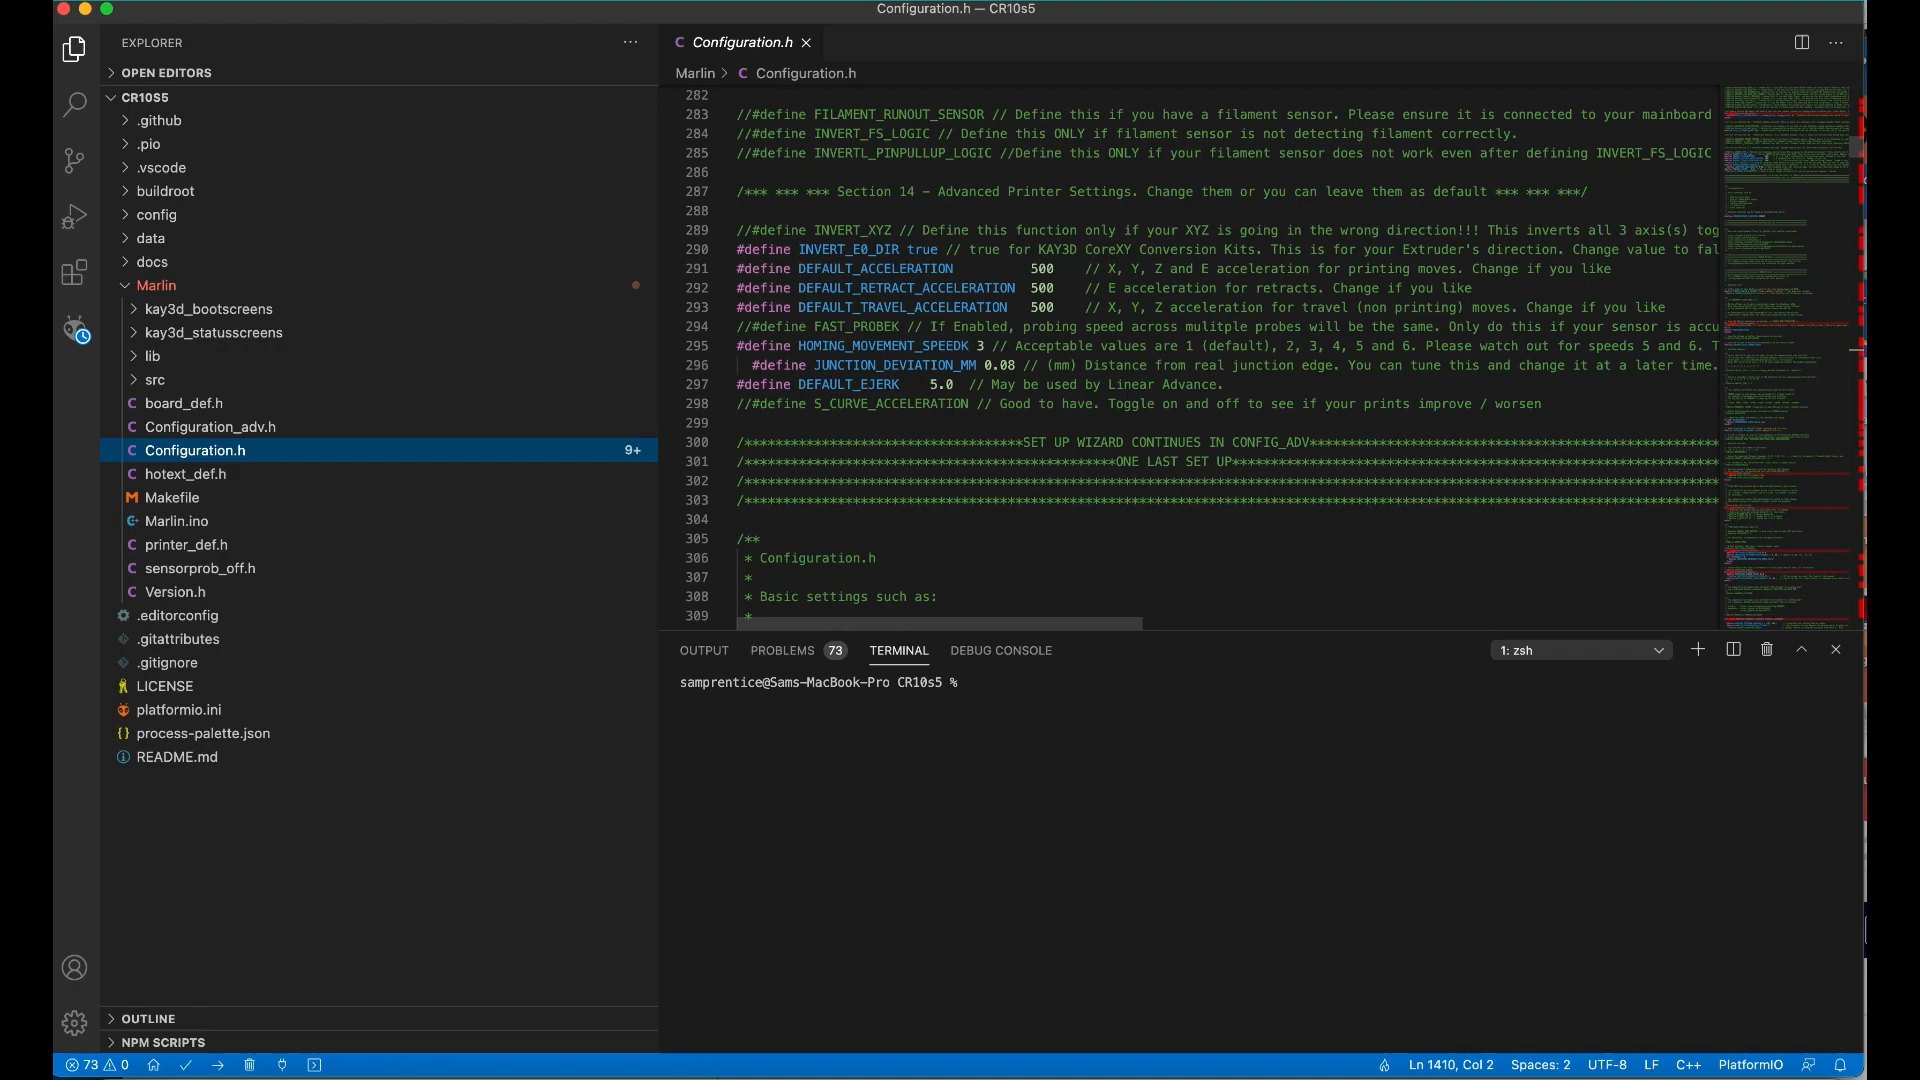 Configuration.h — CR10s5
EXPLORER
OPEN EDITORS
CR10S5
.github
.pio
.vscode
buildroot
config
data
docs
Marlin
kay3d_bootscreens
kay3d_statusscreens
lib
src
board_def.h
Configuration_adv.h
Configuration.h 9+
hotext_def.h
Makefile
Marlin.ino
printer_def.h
sensorprob_off.h
Version.h
.editorconfig
.gitattributes
.gitignore
LICENSE
platformio.ini
process-palette.json
README.md
OUTLINE
NPM SCRIPTS
Configuration.h
Marlin > Configuration.h
282
283 //#define FILAMENT_RUNOUT_SENSOR // Define this if you have a filament sensor. Please ensure it is connected to your mainboard
284 //#define INVERT_FS_LOGIC // Define this ONLY if filament sensor is not detecting filament correctly.
285 //#define INVERTL_PINPULLUP_LOGIC //Define this ONLY if your filament sensor does not work even after defining INVERT_FS_LOGIC
286
287 /*** *** *** Section 14 - Advanced Printer Settings. Change them or you can leave them as default *** *** ***/
288
289 //#define INVERT_XYZ // Define this function only if your XYZ is going in the wrong direction!!! This inverts all 3 axis(s) tog
290 #define INVERT_E0_DIR true // true for KAY3D CoreXY Conversion Kits. This is for your Extruder's direction. Change value to fal
291 #define DEFAULT_ACCELERATION 500 // X, Y, Z and E acceleration for printing moves. Change if you like
292 #define DEFAULT_RETRACT_ACCELERATION 500 // E acceleration for retracts. Change if you like
293 #define DEFAULT_TRAVEL_ACCELERATION 500 // X, Y, Z acceleration for travel (non printing) moves. Change if you like
294 //#define FAST_PROBEK // If Enabled, probing speed across mulitple probes will be the same. Only do this if your sensor is accu
295 #define HOMING_MOVEMENT_SPEEDK 3 // Acceptable values are 1 (default), 2, 3, 4, 5 and 6. Please watch out for speeds 5 and 6. T
296 #define JUNCTION_DEVIATION_MM 0.08 // (mm) Distance from real junction edge. You can tune this and change it at a later time.
297 #define DEFAULT_EJERK 5.0 // May be used by Linear Advance.
298 //#define S_CURVE_ACCELERATION // Good to have. Toggle on and off to see if your prints improve / worsen
299
300 /************************************SET UP WIZARD CONTINUES IN CONFIG_ADV*****************************************************
301 /************************************************ONE LAST SET UP***************************************************************
302 /******************************************************************************************************************************
303 /******************************************************************************************************************************
304
305 /**
306 * Configuration.h
307 *
308 * Basic settings such as:
309 *
OUTPUT PROBLEMS 73 TERMINAL DEBUG CONSOLE 1: zsh
samprentice@Sams-MacBook-Pro CR10s5 %
73 0 Ln 1410, Col 2 Spaces: 2 UTF-8 LF C++ PlatformIO